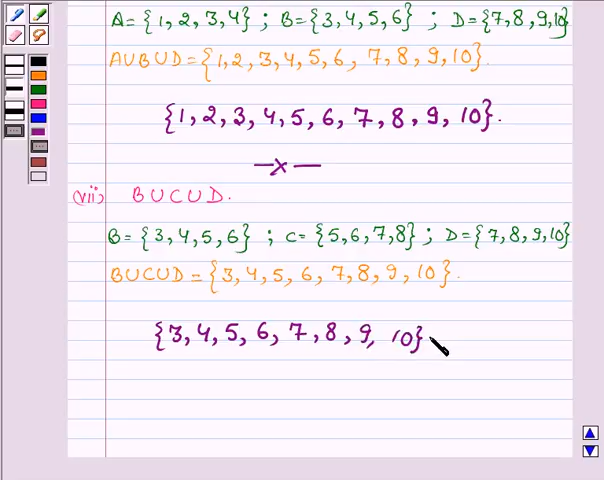 A={1,2,3,4} ; B={3,4,5,6} ; D={7,8,9,10}
AUBUD={1,2,3,4,5,6, 7,8,9,10}.
{1,2,3,4,5,6,7,8,9,10}.
—x—
(vii) BUCUD.
B={3,4,5,6} ; C={5,6,7,8} ; D={7,8,9,10}
BUCUD={3,4,5,6,7,8,9,10}.
{3,4,5,6,7,8,9,10}